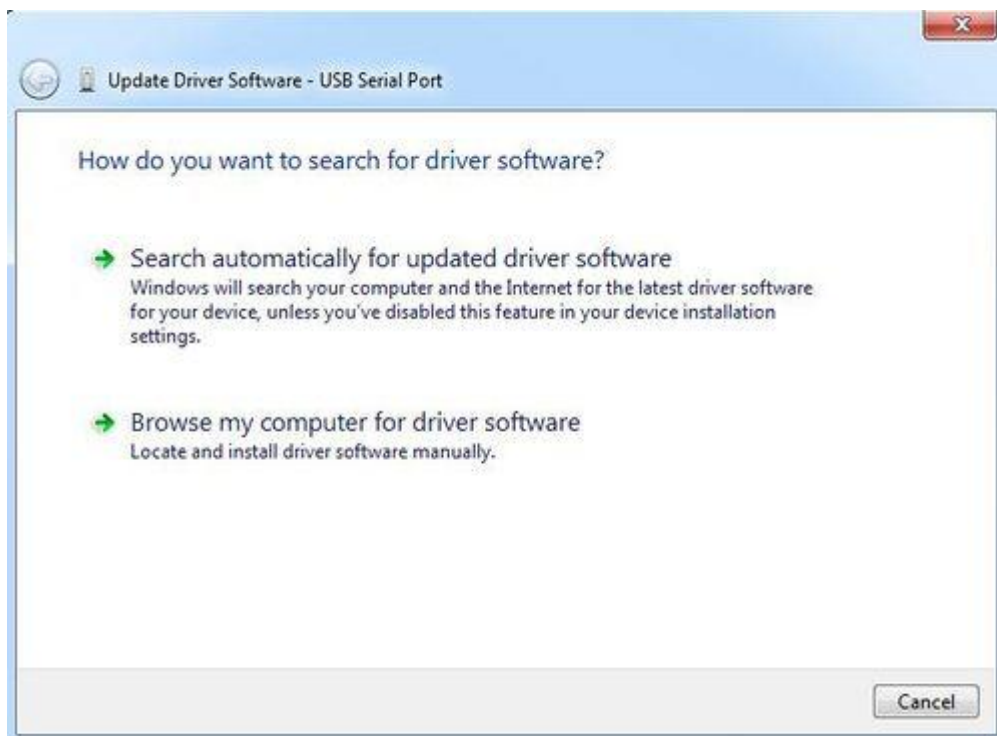 Update Driver Software - USB Serial Port
How do you want to search for driver software?
Search automatically for updated driver software
Windows will search your computer and the Internet for the latest driver software
for your device, unless you've disabled this feature in your device installation
settings.
Browse my computer for driver software
Locate and install driver software manually.
Cancel